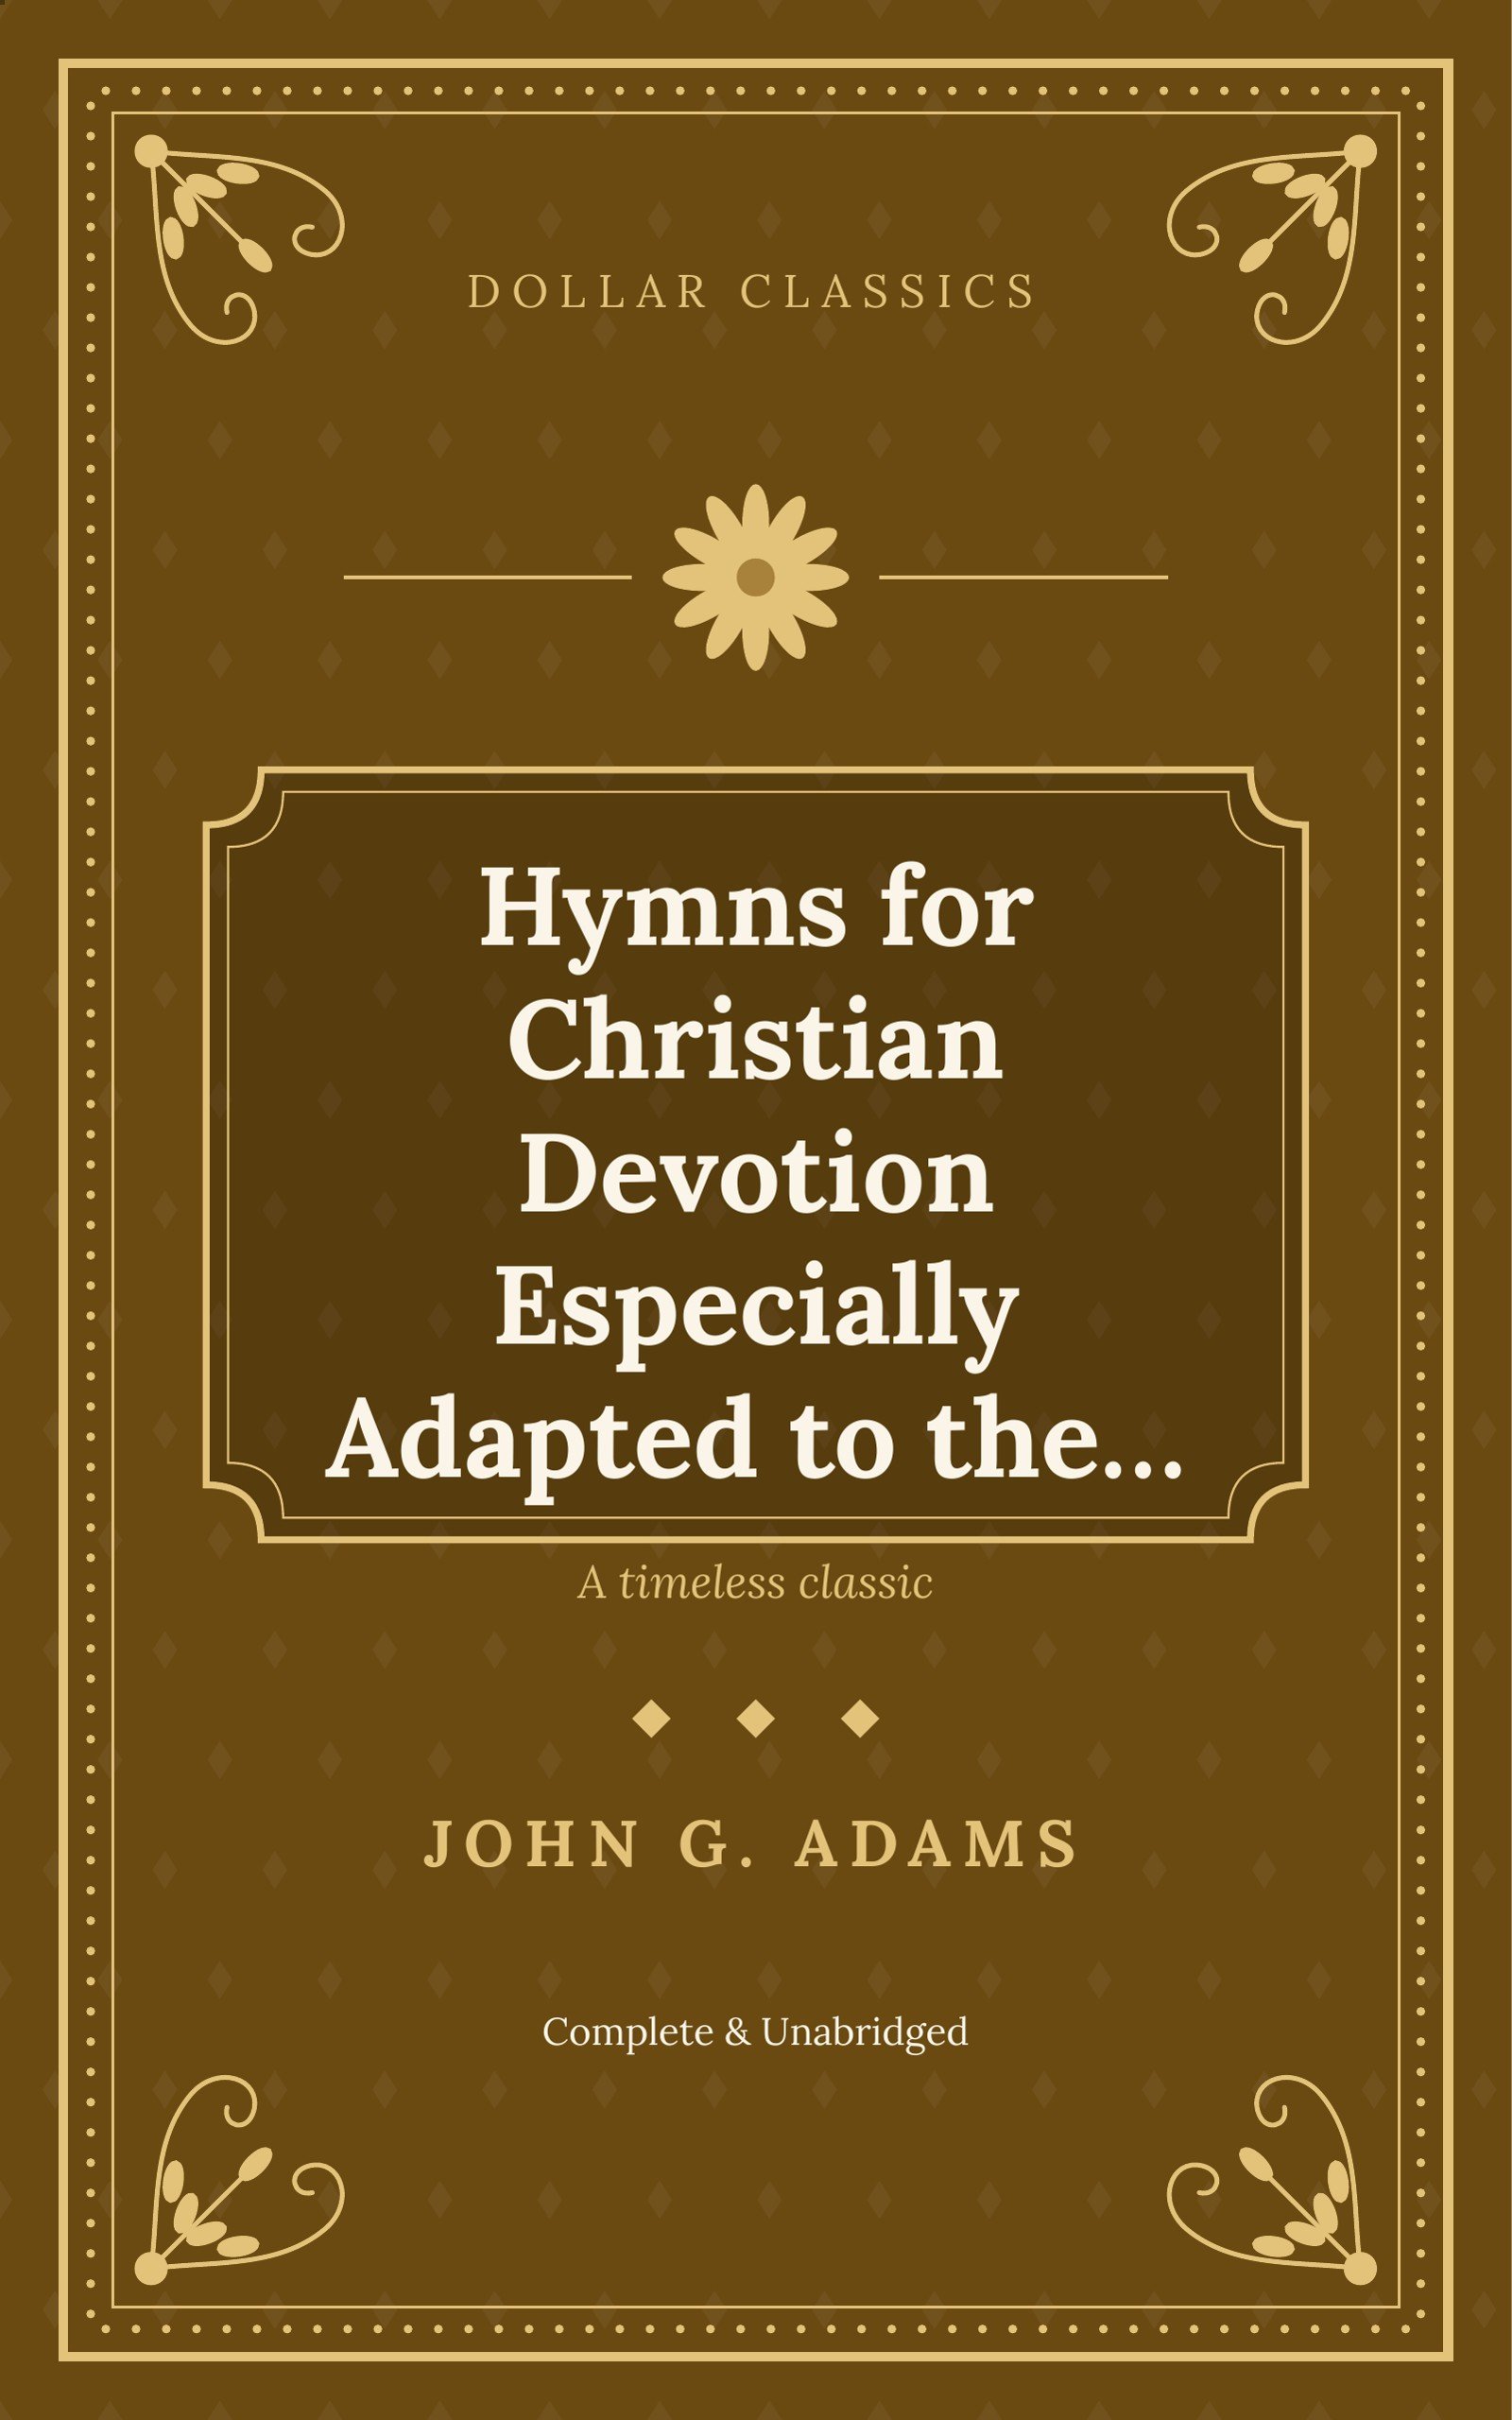 DOLLAR CLASSICS
Hymns for
Christian
Devotion
Especially
Adapted to the...
A timeless classic
JOHN G. ADAMS
Complete & Unabridged